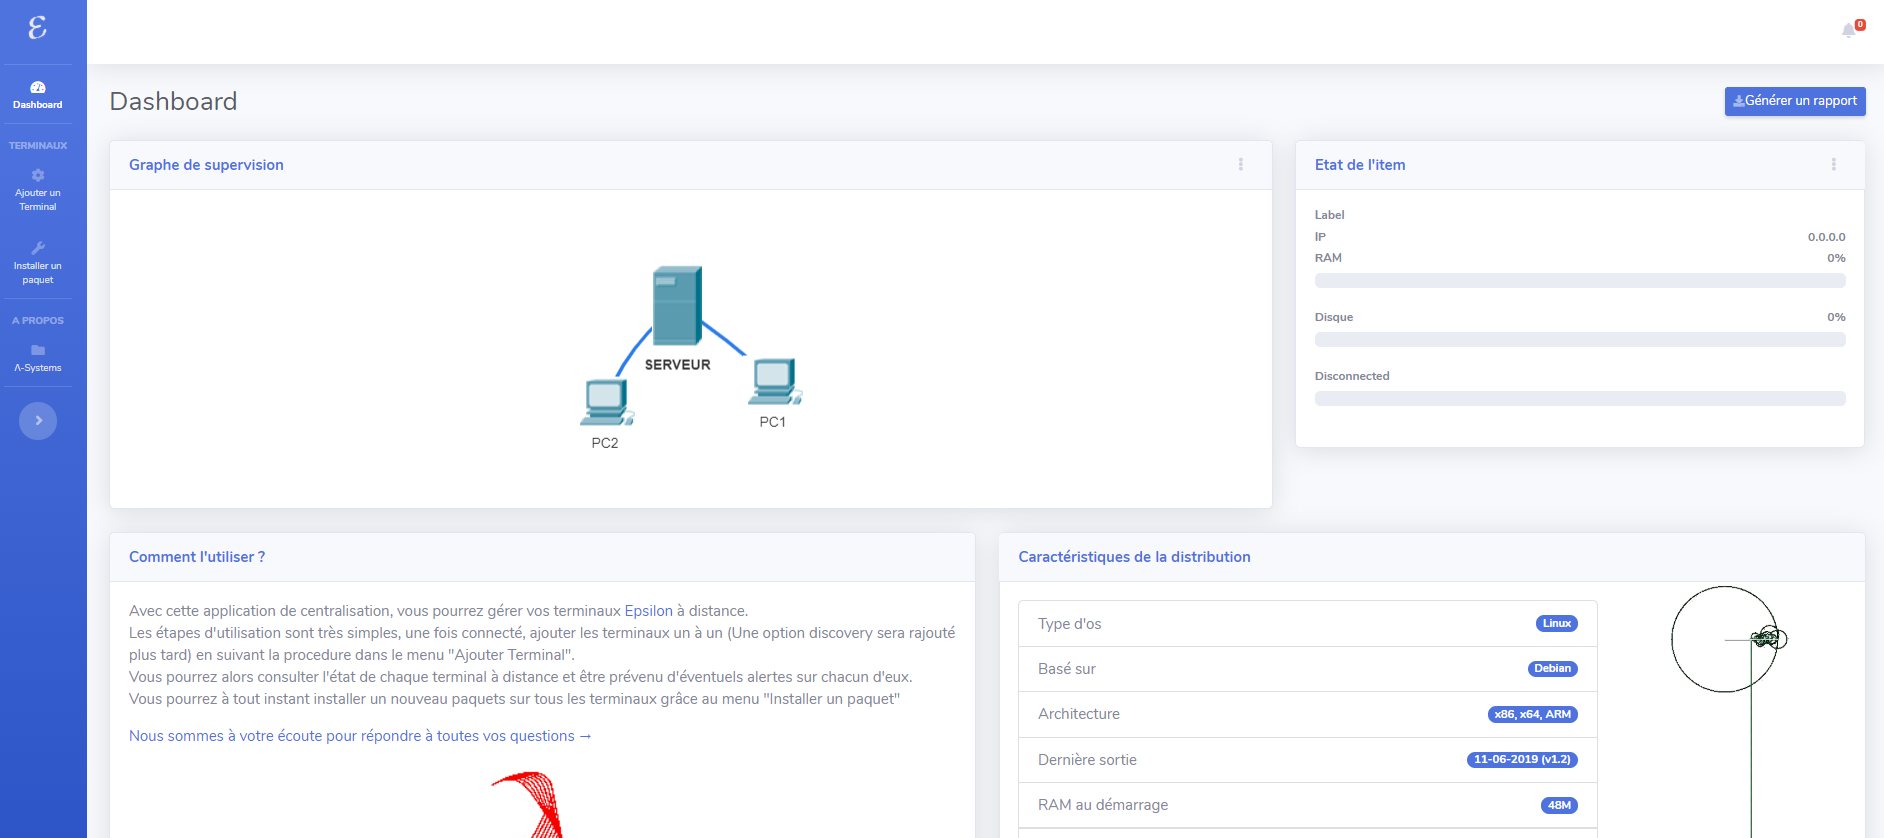 ℰ
0
Dashboard
TERMINAUX
Ajouter un
Terminal
Installer un
paquet
A PROPOS
Λ-Systems
Dashboard
Générer un rapport
Graphe de supervision
SERVEUR
PC1
PC2
Etat de l'item
Label
IP 0.0.0.0
RAM 0%
Disque 0%
Disconnected
Comment l'utiliser ?
Avec cette application de centralisation, vous pourrez gérer vos terminaux Epsilon à distance.
Les étapes d'utilisation sont très simples, une fois connecté, ajouter les terminaux un à un (Une option discovery sera rajouté
plus tard) en suivant la procedure dans le menu "Ajouter Terminal".
Vous pourrez alors consulter l'état de chaque terminal à distance et être prévenu d'éventuels alertes sur chacun d'eux.
Vous pourrez à tout instant installer un nouveau paquets sur tous les terminaux grâce au menu "Installer un paquet"
Nous sommes à votre écoute pour répondre à toutes vos questions →
Caractéristiques de la distribution
Type d'os Linux
Basé sur Debian
Architecture x86, x64, ARM
Dernière sortie 11-06-2019 (v1.2)
RAM au démarrage 48M